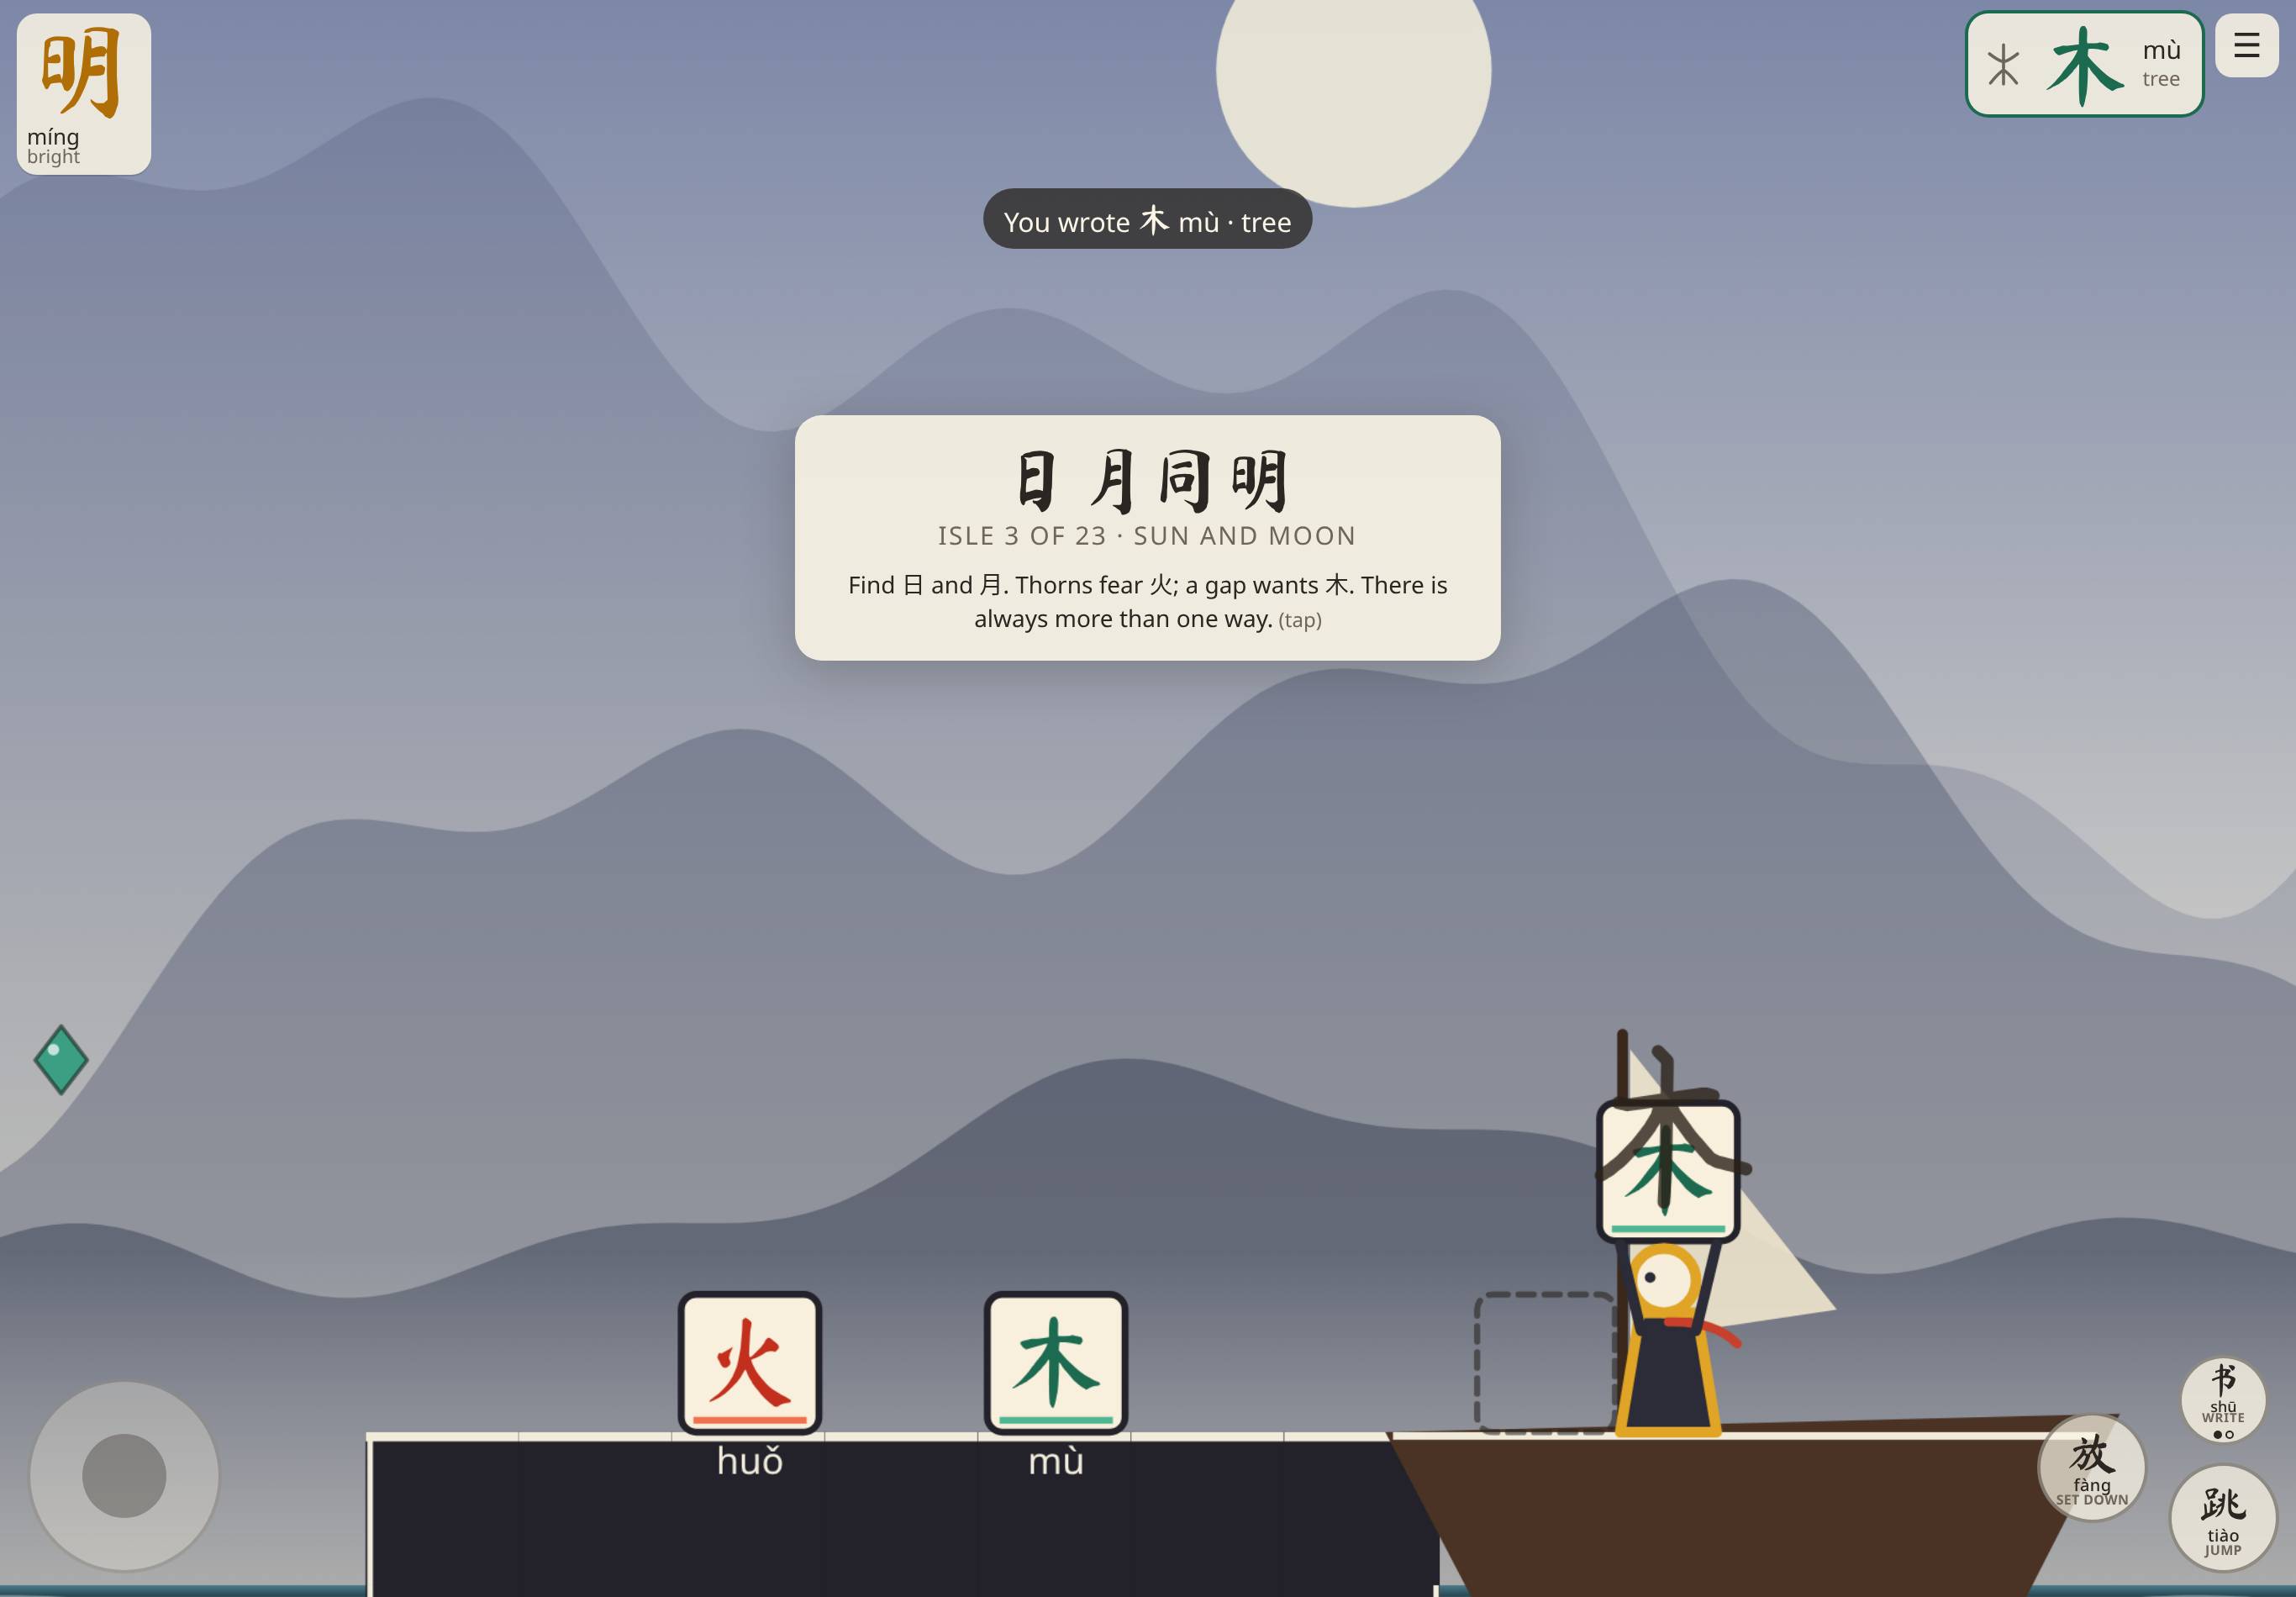 明
míng
bright
木
mù
tree
☰
You wrote 木 mù · tree
日月同明
ISLE 3 OF 23 · SUN AND MOON
Find 日 and 月. Thorns fear 火; a gap wants 木. There is
always more than one way. (tap)
木
火
木
huǒ
mù
书
shū
WRITE
放
fàng
SET DOWN
跳
tiào
JUMP